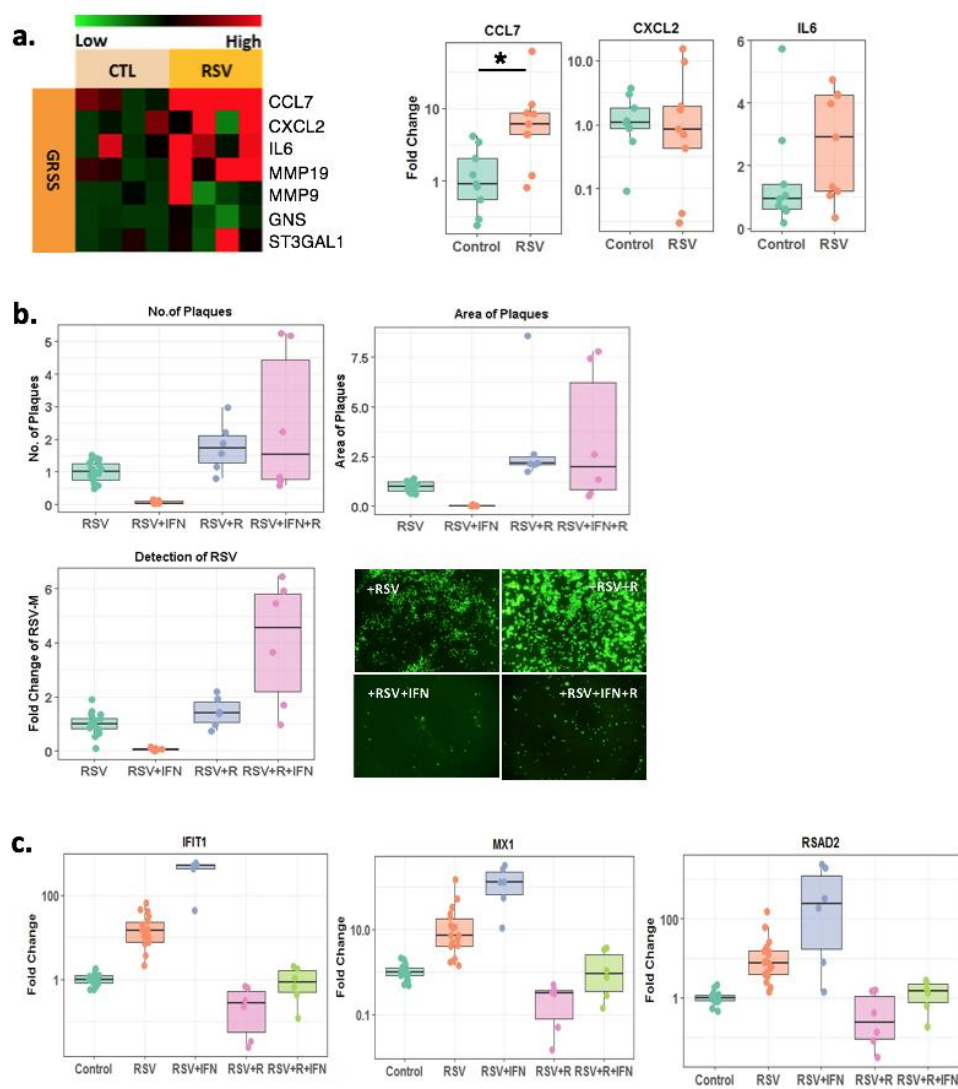 a.
Low High
CTL RSV
GRSS
CCL7
CXCL2
IL6
MMP19
MMP9
GNS
ST3GAL1
CCL7
*
Fold Change
10
1
Control RSV
CXCL2
10.0
1.0
0.1
Control RSV
IL6
6
4
2
0
Control RSV
b.
No.of Plaques
No. of Plaques
5
4
3
2
1
0
RSV RSV+IFN RSV+R RSV+IFN+R
Area of Plaques
Area of Plaques
7.5
5.0
2.5
0.0
RSV RSV+IFN RSV+R RSV+IFN+R
Detection of RSV
Fold Change of RSV-M
6
4
2
0
RSV RSV+IFN RSV+R RSV+R+IFN
+RSV
+RSV+R
+RSV+IFN
+RSV+IFN+R
c.
IFIT1
Fold Change
100
1
Control RSV RSV+IFN RSV+R RSV+R+IFN
MX1
Fold Change
10.0
0.1
Control RSV RSV+IFN RSV+R RSV+R+IFN
RSAD2
Fold Change
100
1
Control RSV RSV+IFN RSV+R RSV+R+IFN